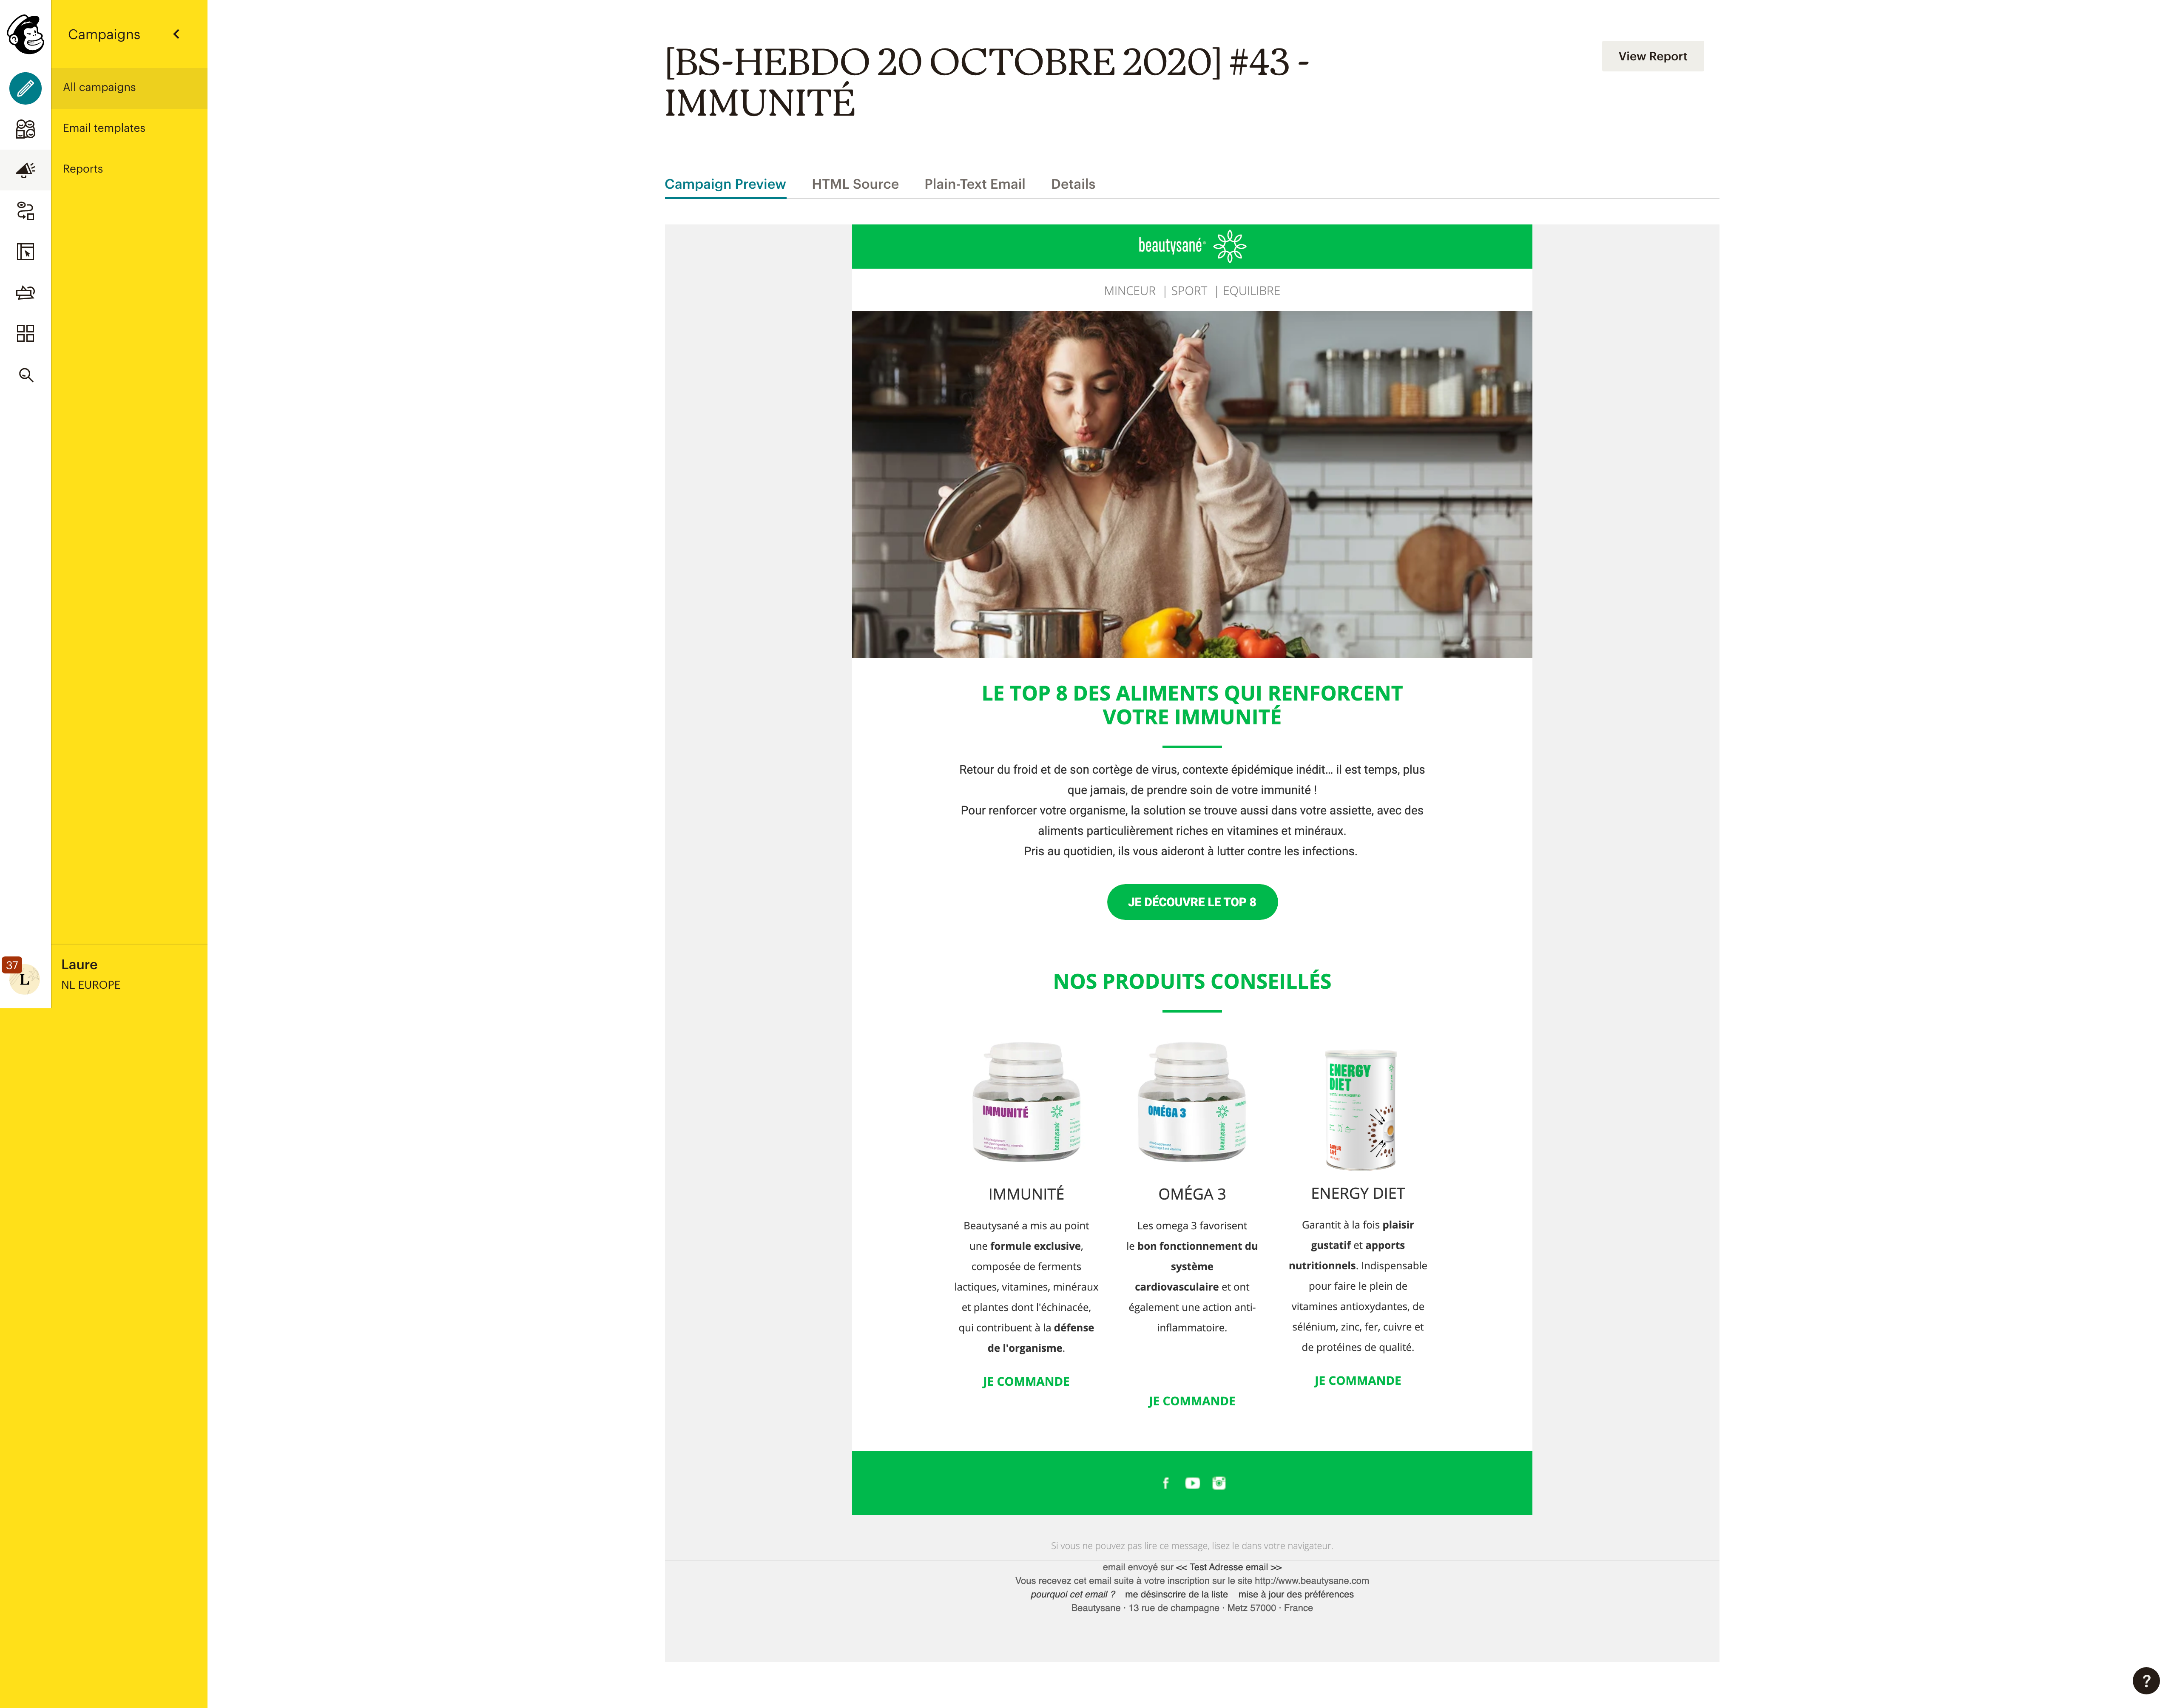 Campaigns
All campaigns
Email templates
Reports
37
L
Laure
NL EUROPE
[BS-HEBDO 20 OCTOBRE 2020] #43 -
IMMUNITÉ
View Report
Campaign Preview
HTML Source
Plain-Text Email
Details
beautysané
MINCEUR | SPORT | EQUILIBRE
LE TOP 8 DES ALIMENTS QUI RENFORCENT
VOTRE IMMUNITÉ
Retour du froid et de son cortège de virus, contexte épidémique inédit... il est temps, plus
que jamais, de prendre soin de votre immunité !
Pour renforcer votre organisme, la solution se trouve aussi dans votre assiette, avec des
aliments particulièrement riches en vitamines et minéraux.
Pris au quotidien, ils vous aideront à lutter contre les infections.
JE DÉCOUVRE LE TOP 8
NOS PRODUITS CONSEILLÉS
IMMUNITÉ
beautysané
OMÉGA 3
beautysané
ENERGY
DIET
IMMUNITÉ
Beautysané a mis au point
une formule exclusive,
composée de ferments
lactiques, vitamines, minéraux
et plantes dont l'échinacée,
qui contribuent à la défense
de l'organisme.
JE COMMANDE
OMÉGA 3
Les omega 3 favorisent
le bon fonctionnement du
système
cardiovasculaire et ont
également une action anti-
inflammatoire.
JE COMMANDE
ENERGY DIET
Garantit à la fois plaisir
gustatif et apports
nutritionnels. Indispensable
pour faire le plein de
vitamines antioxydantes, de
sélénium, zinc, fer, cuivre et
de protéines de qualité.
JE COMMANDE
Si vous ne pouvez pas lire ce message, lisez le dans votre navigateur.
email envoyé sur << Test Adresse email >>
Vous recevez cet email suite à votre inscription sur le site http://www.beautysane.com
pourquoi cet email ? me désinscrire de la liste mise à jour des préférences
Beautysane · 13 rue de champagne · Metz 57000 · France
?